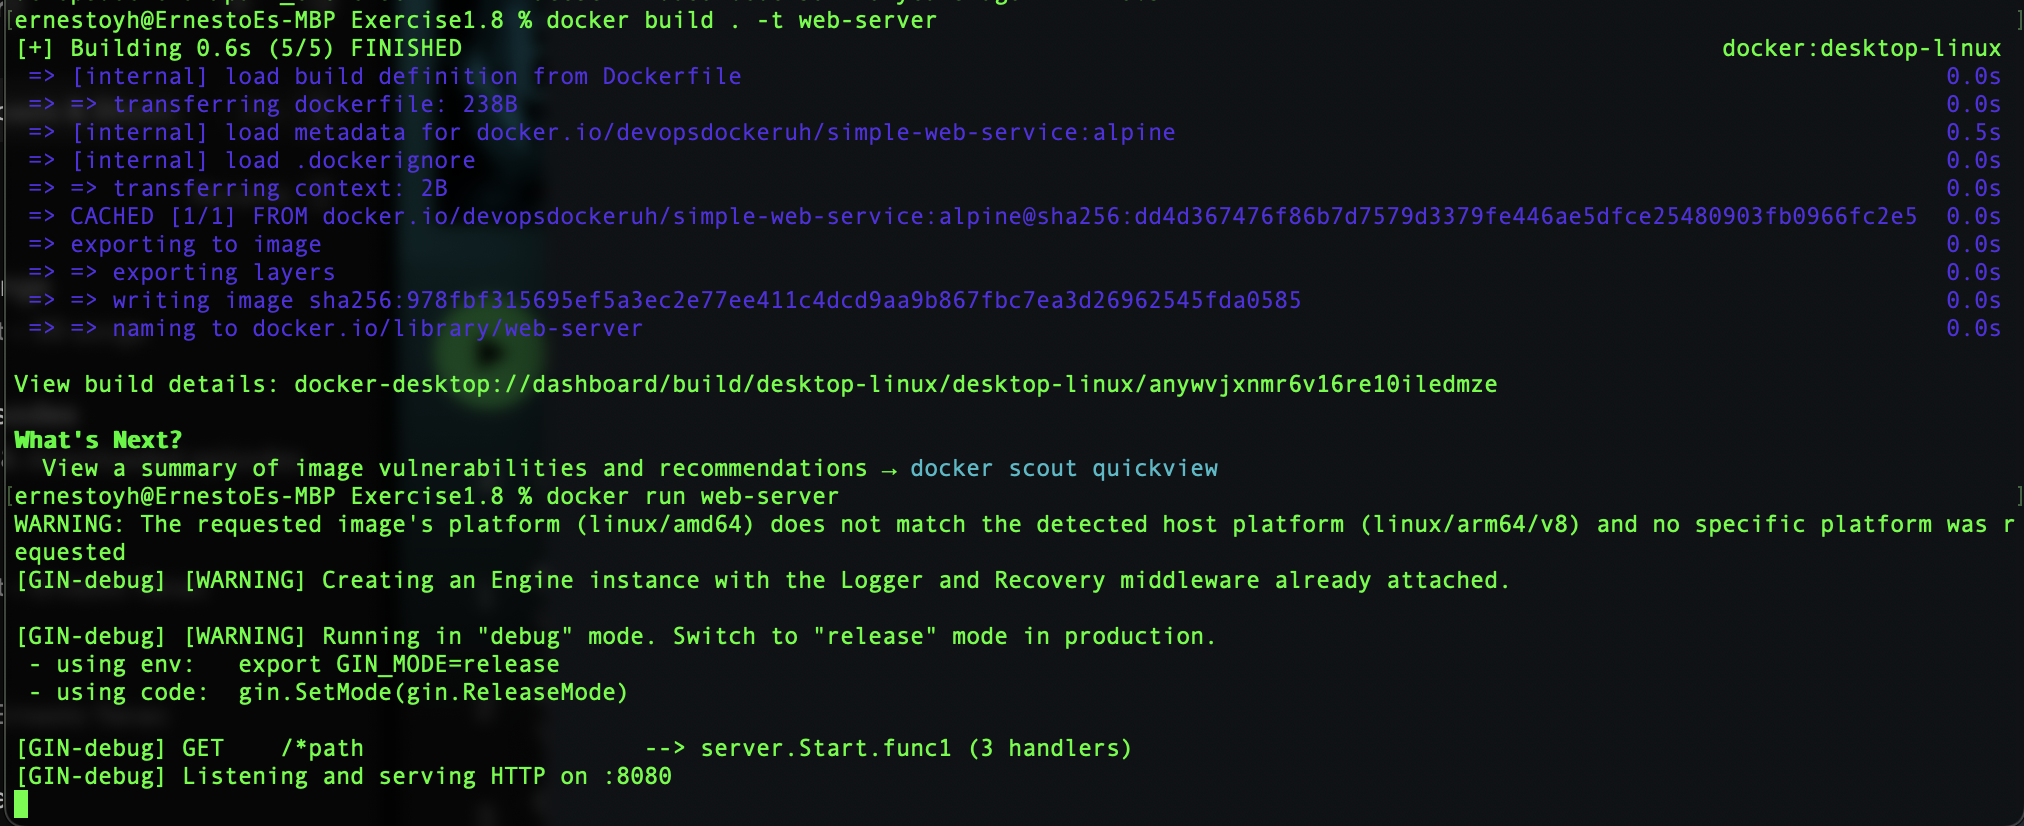 [ernestoyh@ErnestoEs-MBP Exercise1.8 % docker build . -t web-server ]
[+] Building 0.6s (5/5) FINISHED docker:desktop-linux
=> [internal] load build definition from Dockerfile 0.0s
=> => transferring dockerfile: 238B 0.0s
=> [internal] load metadata for docker.io/devopsdockeruh/simple-web-service:alpine 0.5s
=> [internal] load .dockerignore 0.0s
=> => transferring context: 2B 0.0s
=> CACHED [1/1] FROM docker.io/devopsdockeruh/simple-web-service:alpine@sha256:dd4d367476f86b7d7579d3379fe446ae5dfce25480903fb0966fc2e5 0.0s
=> exporting to image 0.0s
=> => exporting layers 0.0s
=> => writing image sha256:978fbf315695ef5a3ec2e77ee411c4dcd9aa9b867fbc7ea3d26962545fda0585 0.0s
=> => naming to docker.io/library/web-server 0.0s
View build details: docker-desktop://dashboard/build/desktop-linux/desktop-linux/anywvjxnmr6v16re10iledmze
What's Next?
View a summary of image vulnerabilities and recommendations → docker scout quickview
[ernestoyh@ErnestoEs-MBP Exercise1.8 % docker run web-server ]
WARNING: The requested image's platform (linux/amd64) does not match the detected host platform (linux/arm64/v8) and no specific platform was r
equested
[GIN-debug] [WARNING] Creating an Engine instance with the Logger and Recovery middleware already attached.
[GIN-debug] [WARNING] Running in "debug" mode. Switch to "release" mode in production.
- using env: export GIN_MODE=release
- using code: gin.SetMode(gin.ReleaseMode)
[GIN-debug] GET /*path --> server.Start.func1 (3 handlers)
[GIN-debug] Listening and serving HTTP on :8080